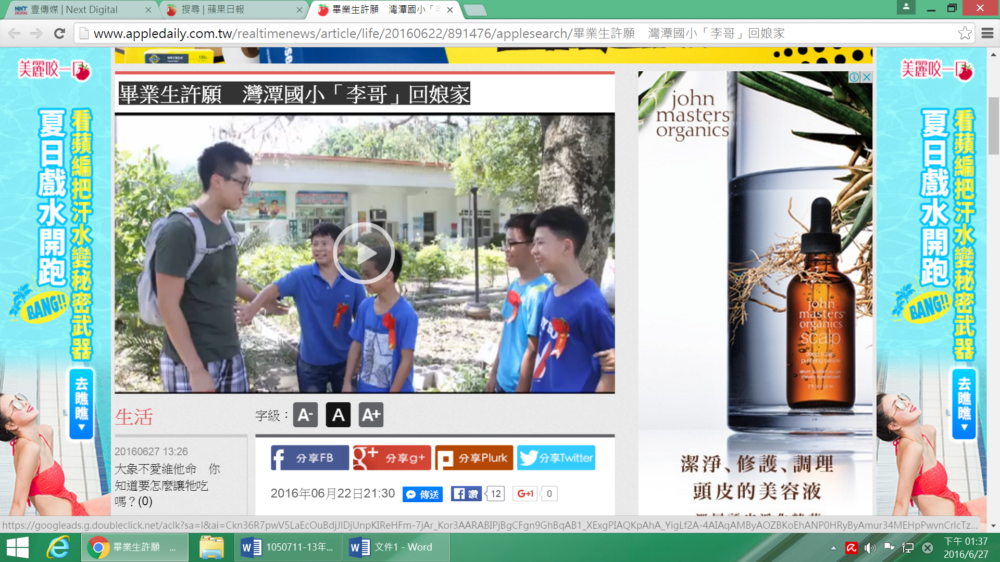 壹傳媒 | Next Digital
搜尋 | 蘋果日報
畢業生許願　灣潭國小「李
www.appledaily.com.tw/realtimenews/article/life/20160622/891476/applesearch/畢業生許願　灣潭國小「李哥」回娘家
美麗咬一口
看蘋編把汗水變秘密武器
夏日戲水開跑
BANG!!
去瞧瞧
畢業生許願　灣潭國小「李哥」回娘家
john
masters
organics
john
masters
organics
scalp
deep scalp
purifying serum
潔淨、修護、調理
頭皮的美容液
美麗咬一口
看蘋編把汗水變秘密武器
夏日戲水開跑
BANG!!
去瞧瞧
生活
字級：A- A A+
20160627 13:26
大象不愛維他命　你
知道要怎麼讓牠吃
嗎？(0)
分享FB
分享g+
分享Plurk
分享Twitter
2016年06月22日21:30 傳送 讚 12 G+1 0
畢業生許願 ...
1050711-13年...
文件1 - Word
下午 01:37
2016/6/27